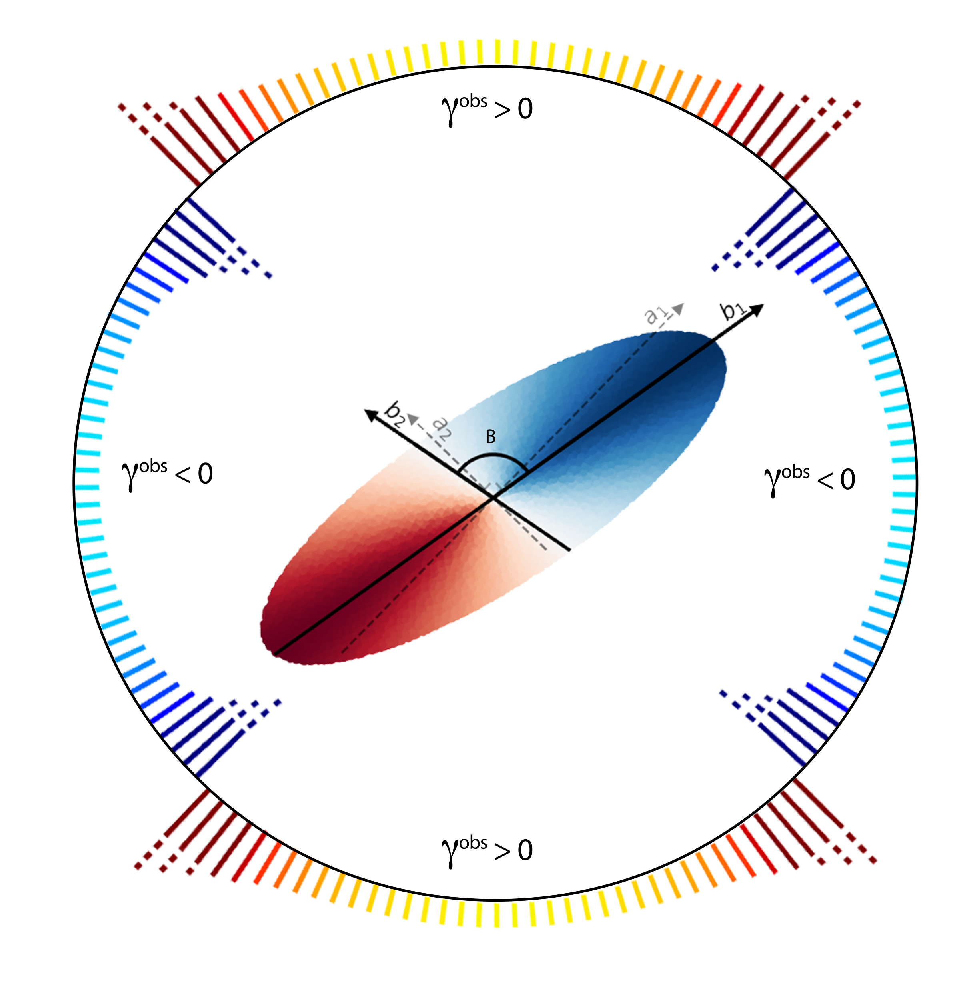 γobs > 0
a1
b1
b2
a2
B
γobs < 0
γobs < 0
γobs > 0